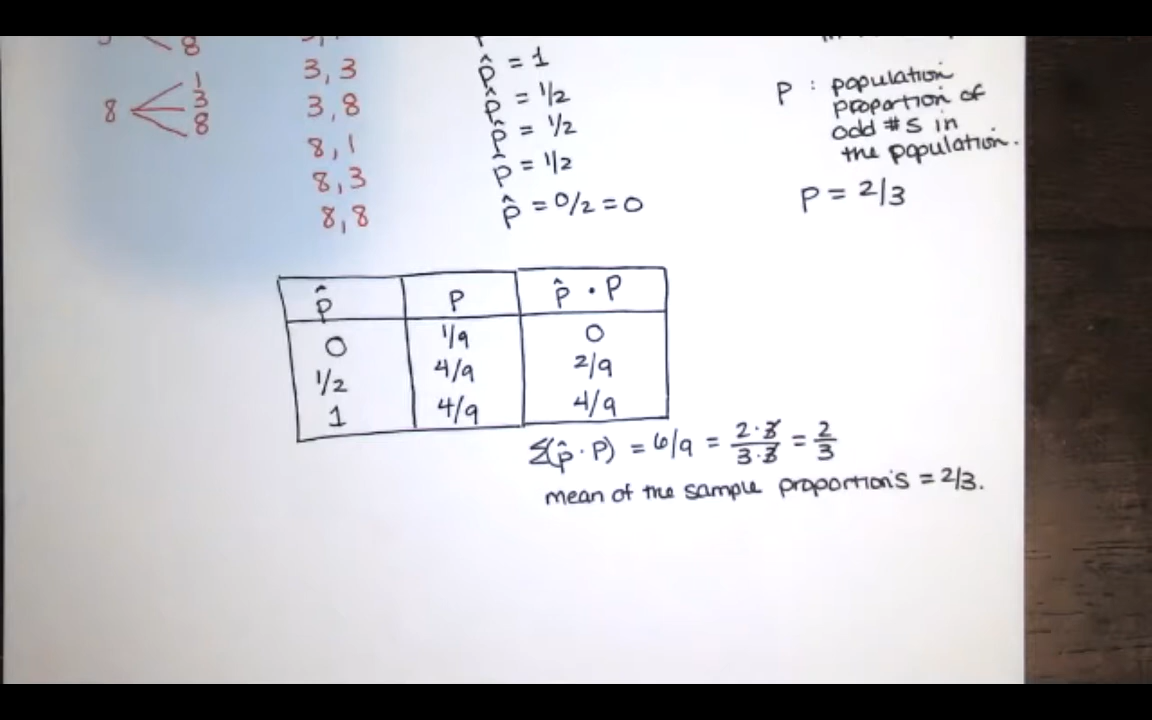 8
3, 3
p̂ = 1
1
3
8
8
3, 8
p̂ = 1/2
p : population
proportion of
odd #s in
the population.
8, 1
p̂ = 1/2
8, 3
p̂ = 1/2
p = 2/3
8, 8
p̂ = 0/2 = 0
p̂ P p̂ · P
0 1/9 0
1/2 4/9 2/9
1 4/9 4/9
Σ(p̂ · P) = 6/9 = 2·3/3·3 = 2/3
mean of the sample proportions = 2/3.